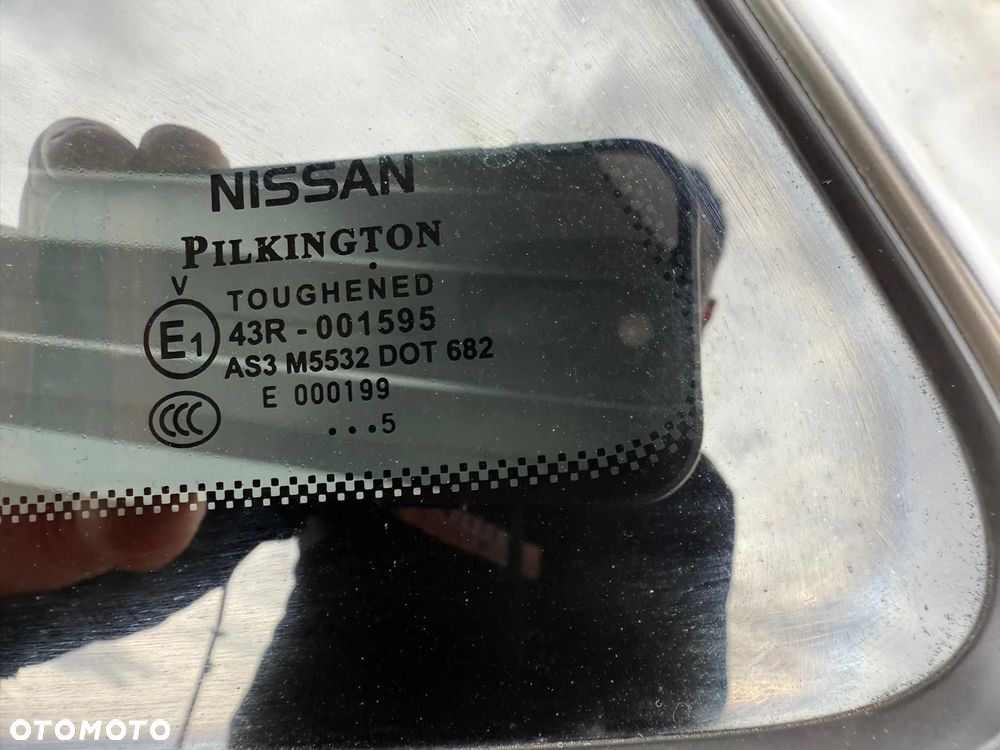 NISSAN
PILKINGTON
V
TOUGHENED
E1
43R - 001595
AS3 M5532 DOT 682
E 000199
CCC
...5
OTOMOTO